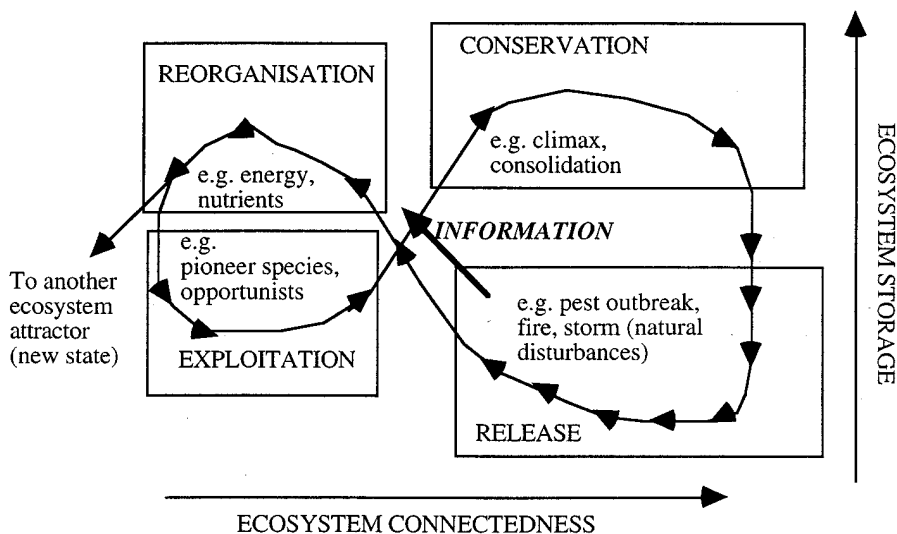 CONSERVATION
REORGANISATION
e.g. climax,
consolidation
e.g. energy,
nutrients
INFORMATION
e.g.
pioneer species,
opportunists
To another
ecosystem
attractor
(new state)
EXPLOITATION
e.g. pest outbreak,
fire, storm (natural
disturbances)
RELEASE
ECOSYSTEM STORAGE
ECOSYSTEM CONNECTEDNESS